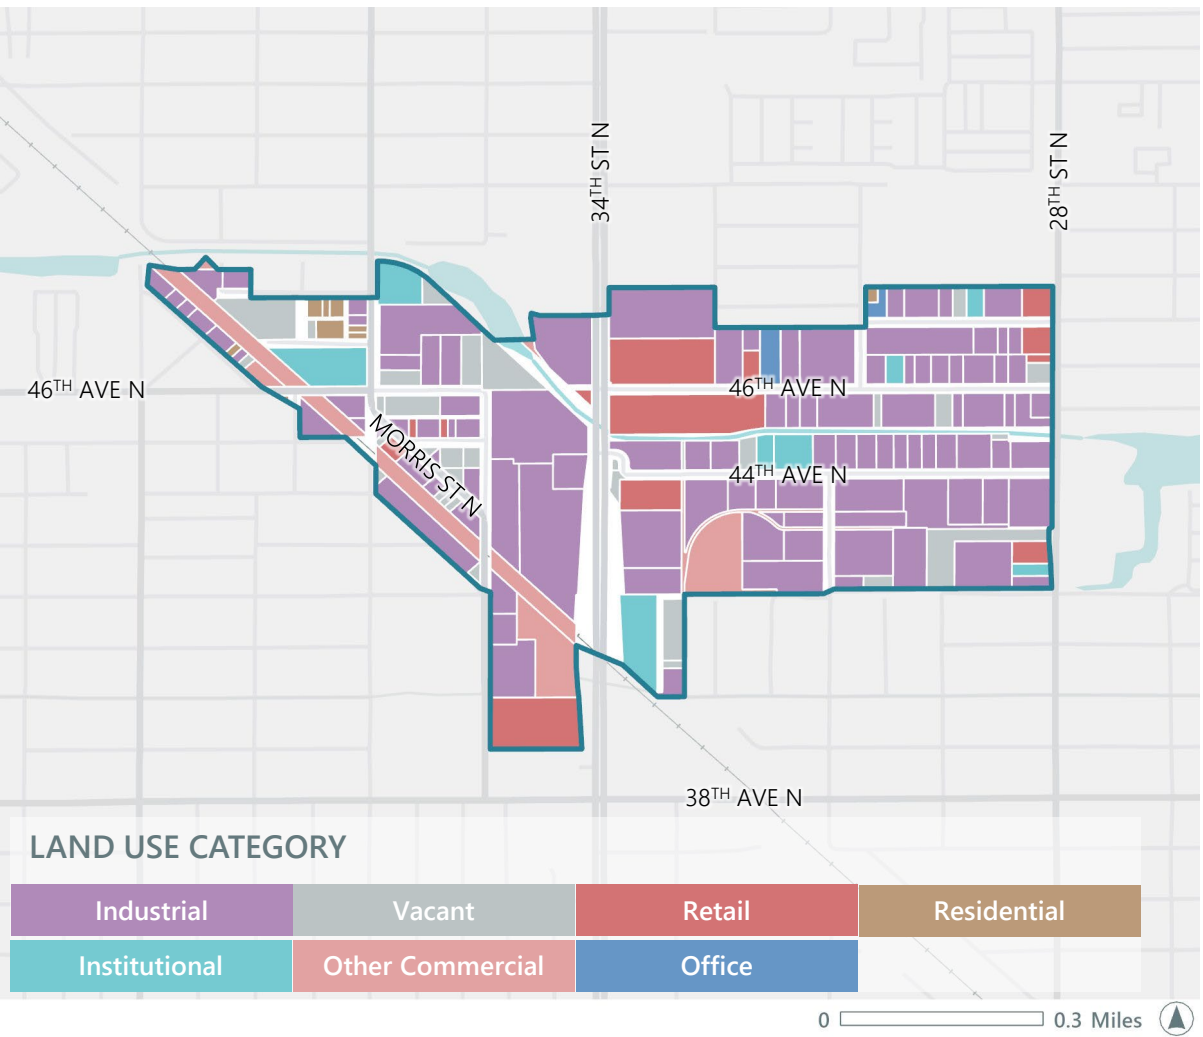 34TH ST N
28TH ST N
46TH AVE N
46TH AVE N
MORRIS ST N
44TH AVE N
38TH AVE N
LAND USE CATEGORY
Industrial
Vacant
Retail
Residential
Institutional
Other Commercial
Office
0 0.3 Miles